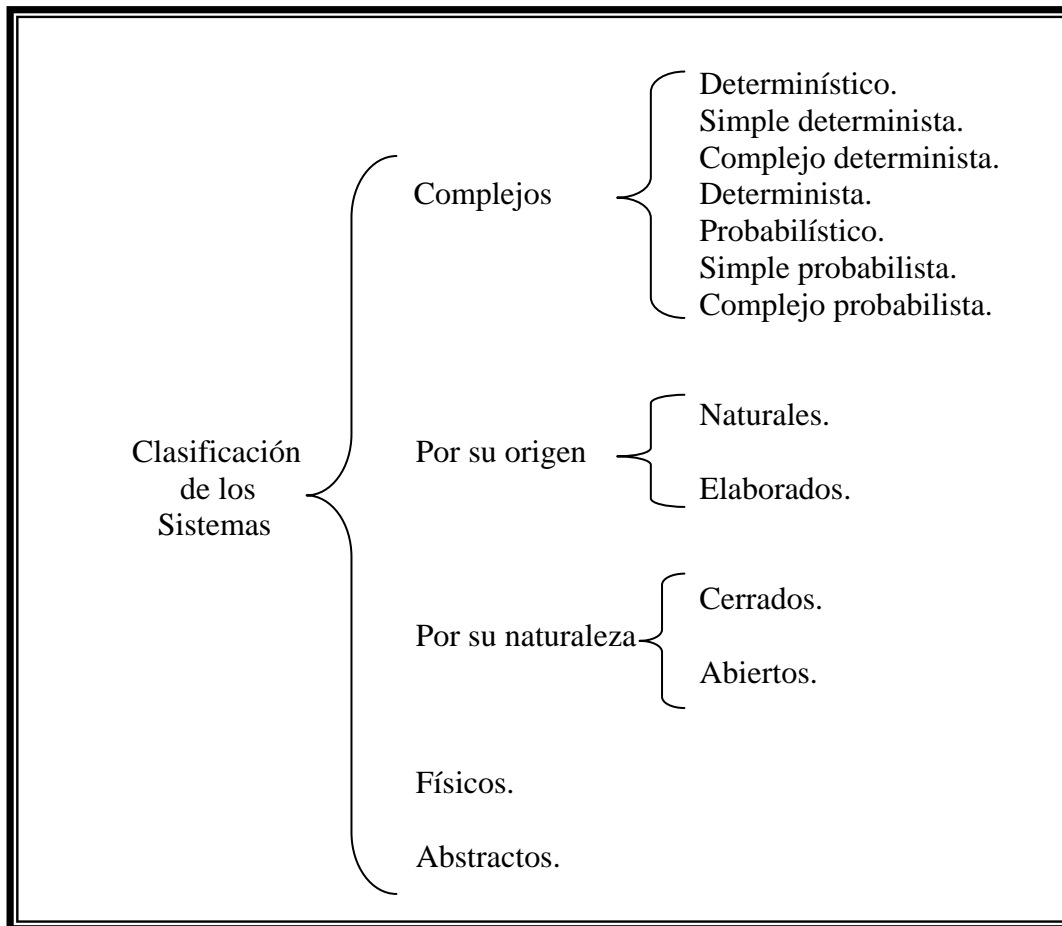 Clasificación
de los
Sistemas
Complejos
Determinístico.
Simple determinista.
Complejo determinista.
Determinista.
Probabilístico.
Simple probabilista.
Complejo probabilista.
Por su origen
Naturales.
Elaborados.
Por su naturaleza
Cerrados.
Abiertos.
Físicos.
Abstractos.